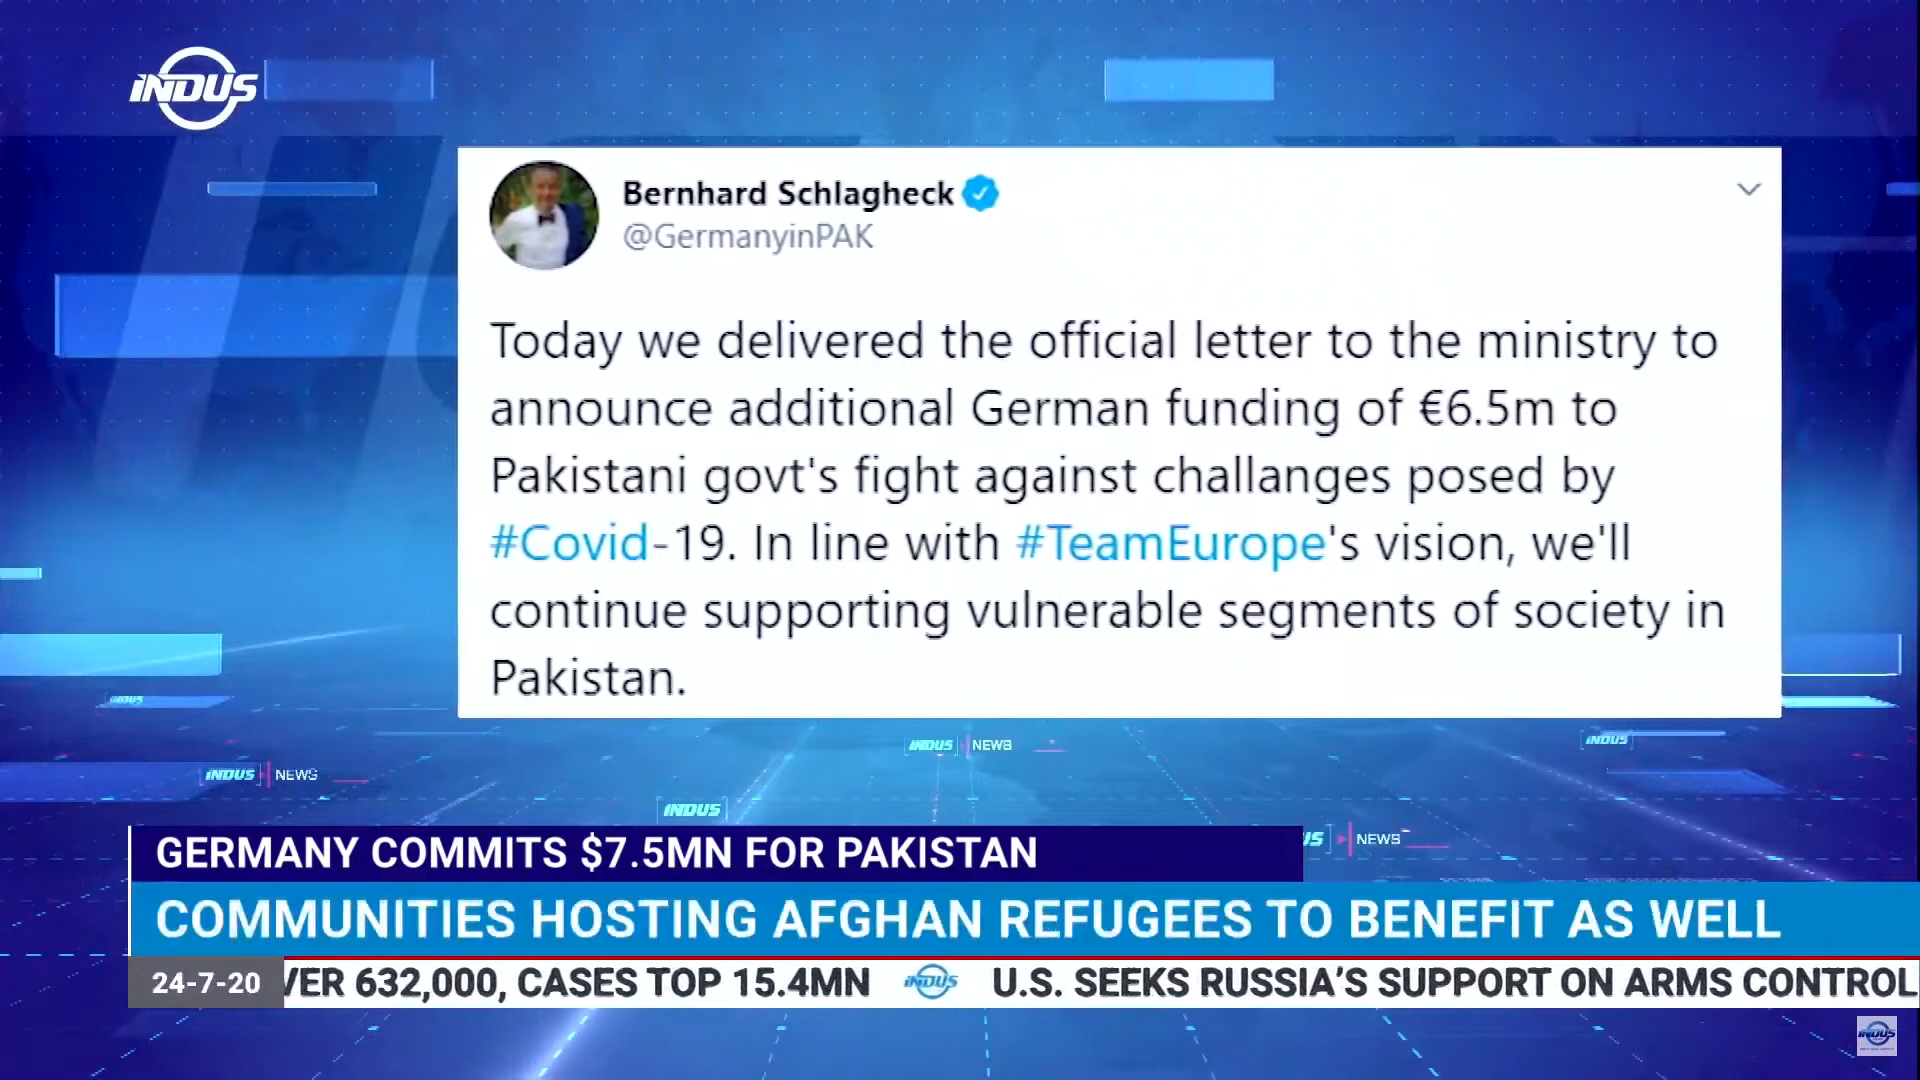 INDUS
Bernhard Schlagheck
@GermanyinPAK
Today we delivered the official letter to the ministry to
announce additional German funding of €6.5m to
Pakistani govt's fight against challanges posed by
#Covid-19. In line with #TeamEurope's vision, we'll
continue supporting vulnerable segments of society in
Pakistan.
INDUS
INDUS NEWS
INDUS
INDUS NEWS
INDUS
US NEWS
GERMANY COMMITS $7.5MN FOR PAKISTAN
COMMUNITIES HOSTING AFGHAN REFUGEES TO BENEFIT AS WELL
24-7-20 VER 632,000, CASES TOP 15.4MN INDUS U.S. SEEKS RUSSIA'S SUPPORT ON ARMS CONTROL
INDUS